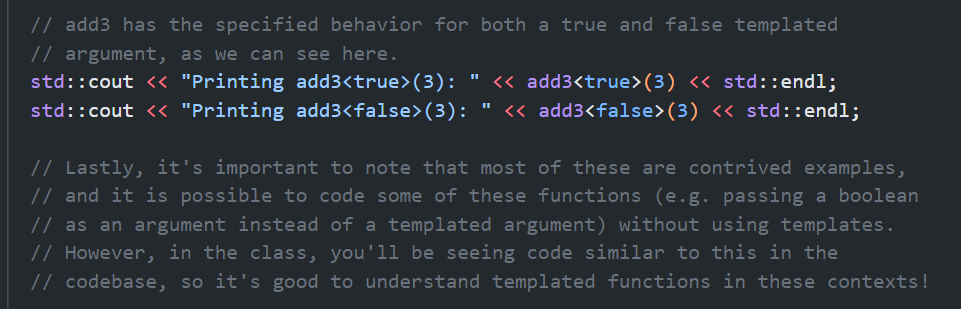 // add3 has the specified behavior for both a true and false templated
// argument, as we can see here.
std::cout << "Printing add3<true>(3): " << add3<true>(3) << std::endl;
std::cout << "Printing add3<false>(3): " << add3<false>(3) << std::endl;
// Lastly, it's important to note that most of these are contrived examples,
// and it is possible to code some of these functions (e.g. passing a boolean
// as an argument instead of a templated argument) without using templates.
// However, in the class, you'll be seeing code similar to this in the
// codebase, so it's good to understand templated functions in these contexts!